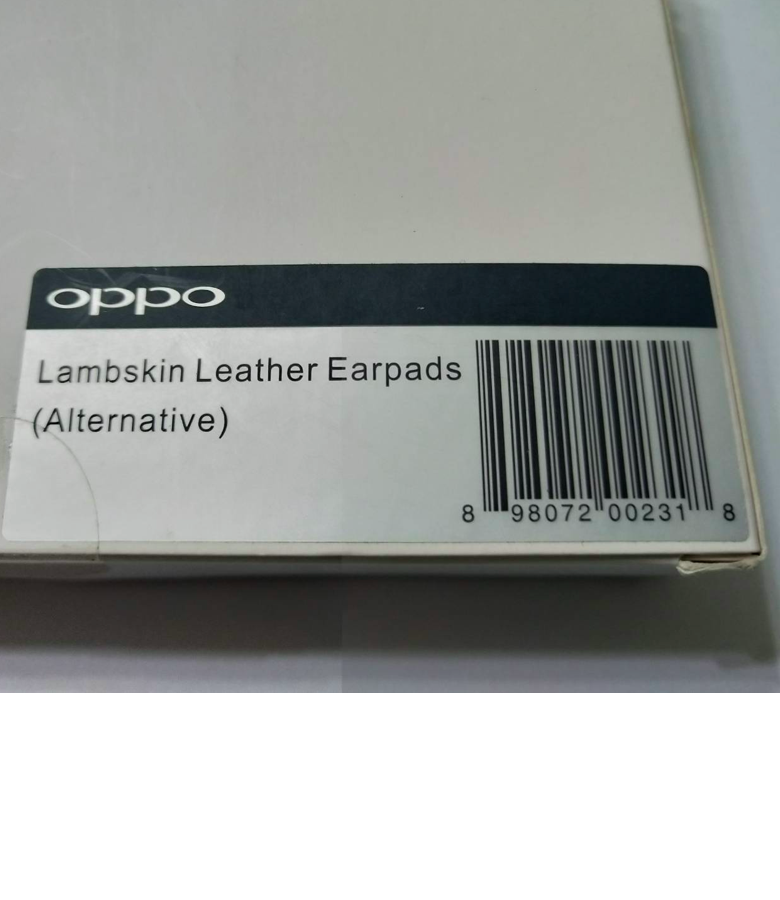 oppo
Lambskin Leather Earpads
(Alternative)
8 98072 00231 8